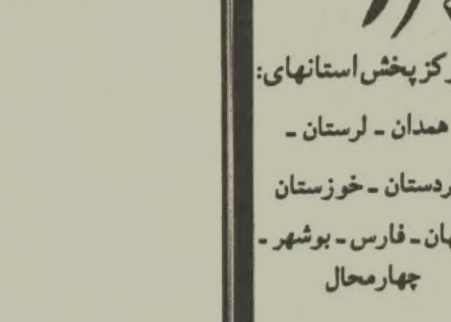 رکز پخش استانهای:
همدان - لرستان -
ردستان - خوزستان
هان - فارس - بوشهر -
چهارمحال